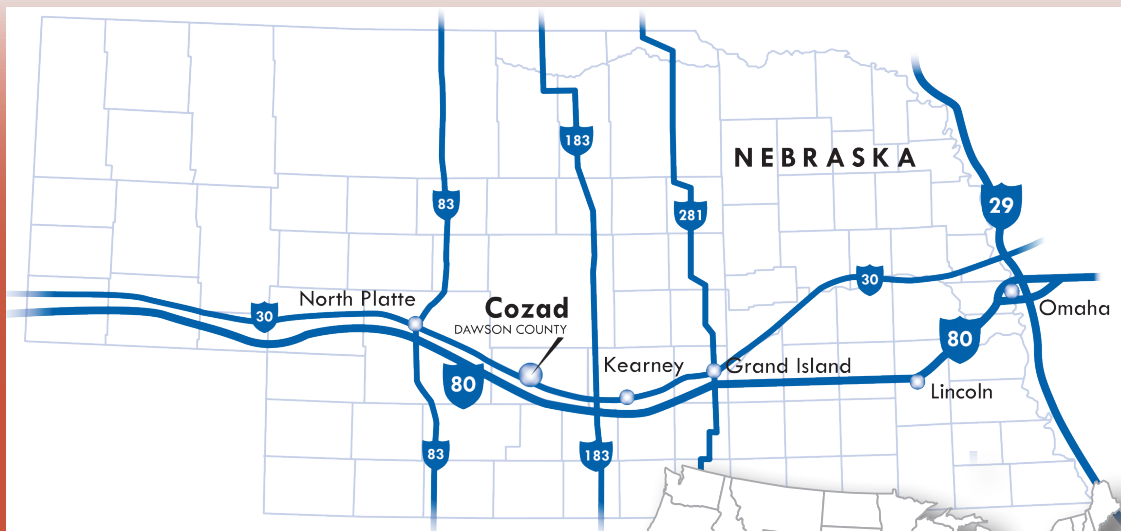 183
NEBRASKA
83
281
29
30
North Platte
30
Cozad
DAWSON COUNTY
Omaha
80
Kearney
Grand Island
80
Lincoln
83
183